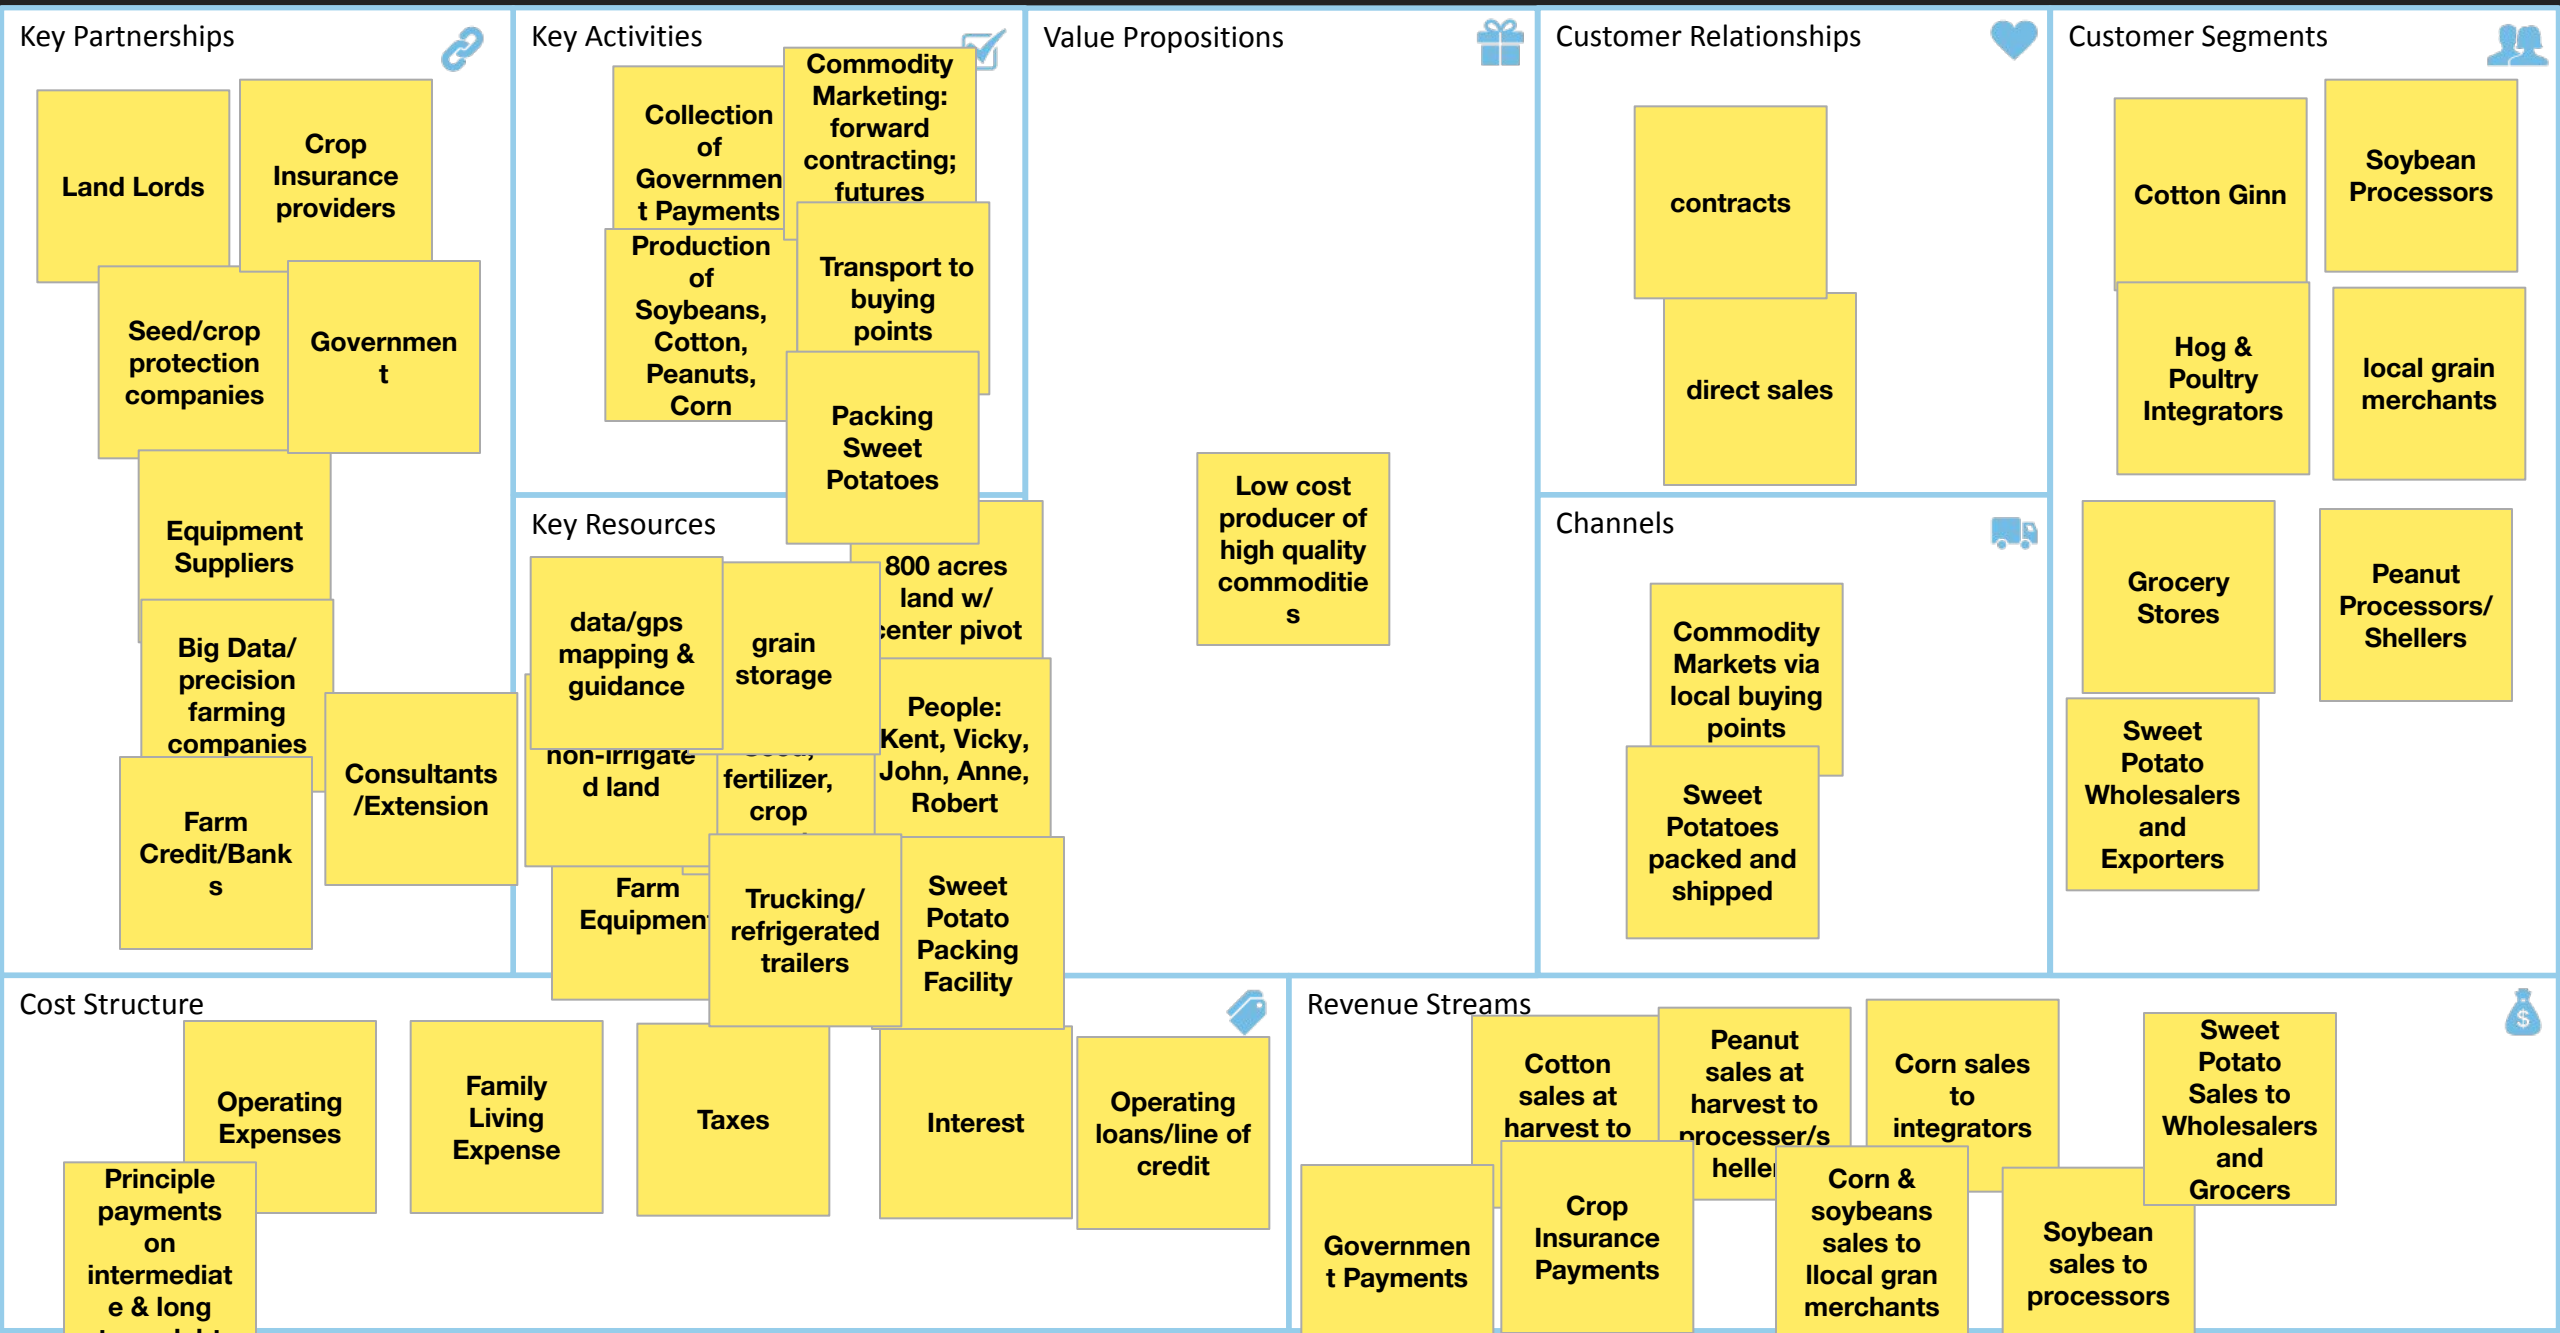 Key Partnerships
Land Lords
Crop
Insurance
providers
Seed/crop
protection
companies
Governmen
t
Equipment
Suppliers
Big Data/
precision
farming
companies
Consultants
/Extension
Farm
Credit/Bank
s
Key Activities
Collection
of
Governmen
t Payments
Commodity
Marketing:
forward
contracting;
futures
Production
of
Soybeans,
Cotton,
Peanuts,
Corn
Transport to
buying
points
Packing
Sweet
Potatoes
Key Resources
data/gps
mapping &
guidance
grain
storage
800 acres
land w/
center pivot
non-irrigate
d land
fertilizer,
crop
People:
Kent, Vicky,
John, Anne,
Robert
Farm
Equipment
Trucking/
refrigerated
trailers
Sweet
Potato
Packing
Facility
Value Propositions
Low cost
producer of
high quality
commoditie
s
Customer Relationships
contracts
direct sales
Channels
Commodity
Markets via
local buying
points
Sweet
Potatoes
packed and
shipped
Customer Segments
Cotton Ginn
Soybean
Processors
Hog &
Poultry
Integrators
local grain
merchants
Grocery
Stores
Peanut
Processors/
Shellers
Sweet
Potato
Wholesalers
and
Exporters
Cost Structure
Operating
Expenses
Family
Living
Expense
Taxes
Interest
Operating
loans/line of
credit
Principle
payments
on
intermediat
e & long
Revenue Streams
Cotton
sales at
harvest to
Peanut
sales at
harvest to
processer/s
heller
Corn sales
to
integrators
Sweet
Potato
Sales to
Wholesalers
and
Grocers
Governmen
t Payments
Crop
Insurance
Payments
Corn &
soybeans
sales to
llocal gran
merchants
Soybean
sales to
processors
$